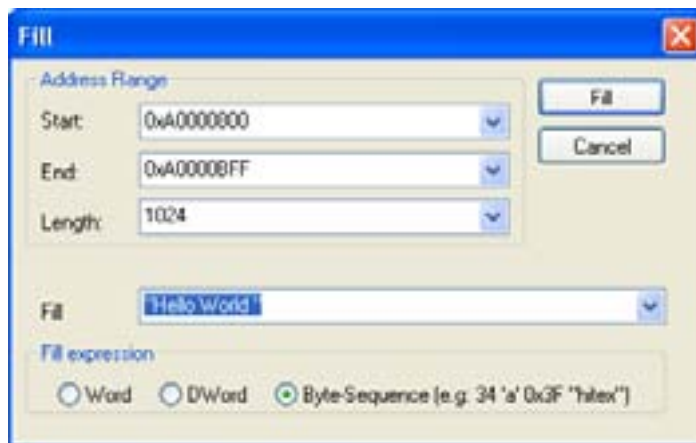 Fill
Address Range
Start: 0xA0000800
End: 0xA0000BFF
Length: 1024
Fill
Cancel
Fill "Hello World "
Fill expression
Word DWord Byte-Sequence (e.g: 34 'a' 0x3F "hitex")